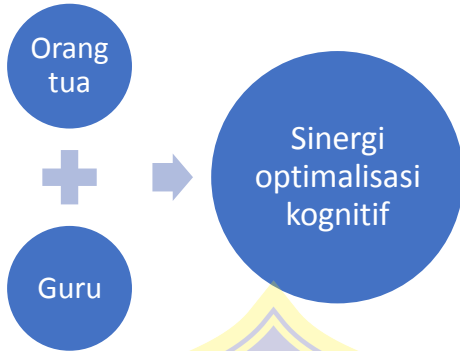 Orang
tua
Guru
Sinergi
optimalisasi
kognitif